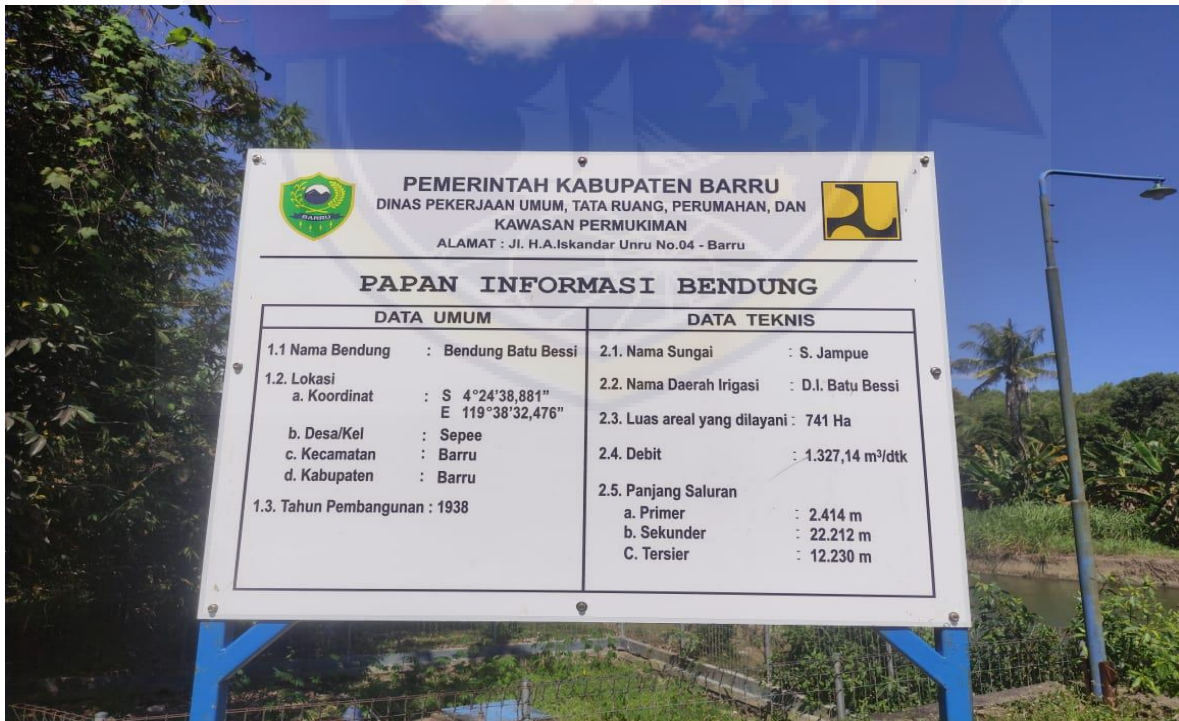 PEMERINTAH KABUPATEN BARRU
DINAS PEKERJAAN UMUM, TATA RUANG, PERUMAHAN, DAN
KAWASAN PERMUKIMAN
ALAMAT : Jl. H.A.Iskandar Unru No.04 - Barru
BARRU
PAPAN INFORMASI BENDUNG
DATA UMUM
1.1 Nama Bendung : Bendung Batu Bessi
1.2. Lokasi
a. Koordinat : S 4°24'38,881”
E 119°38'32,476”
b. Desa/Kel : Sepee
c. Kecamatan : Barru
d. Kabupaten : Barru
1.3. Tahun Pembangunan : 1938
DATA TEKNIS
2.1. Nama Sungai : S. Jampue
2.2. Nama Daerah Irigasi : D.I. Batu Bessi
2.3. Luas areal yang dilayani : 741 Ha
2.4. Debit : 1.327,14 m³/dtk
2.5. Panjang Saluran
a. Primer : 2.414 m
b. Sekunder : 22.212 m
C. Tersier : 12.230 m